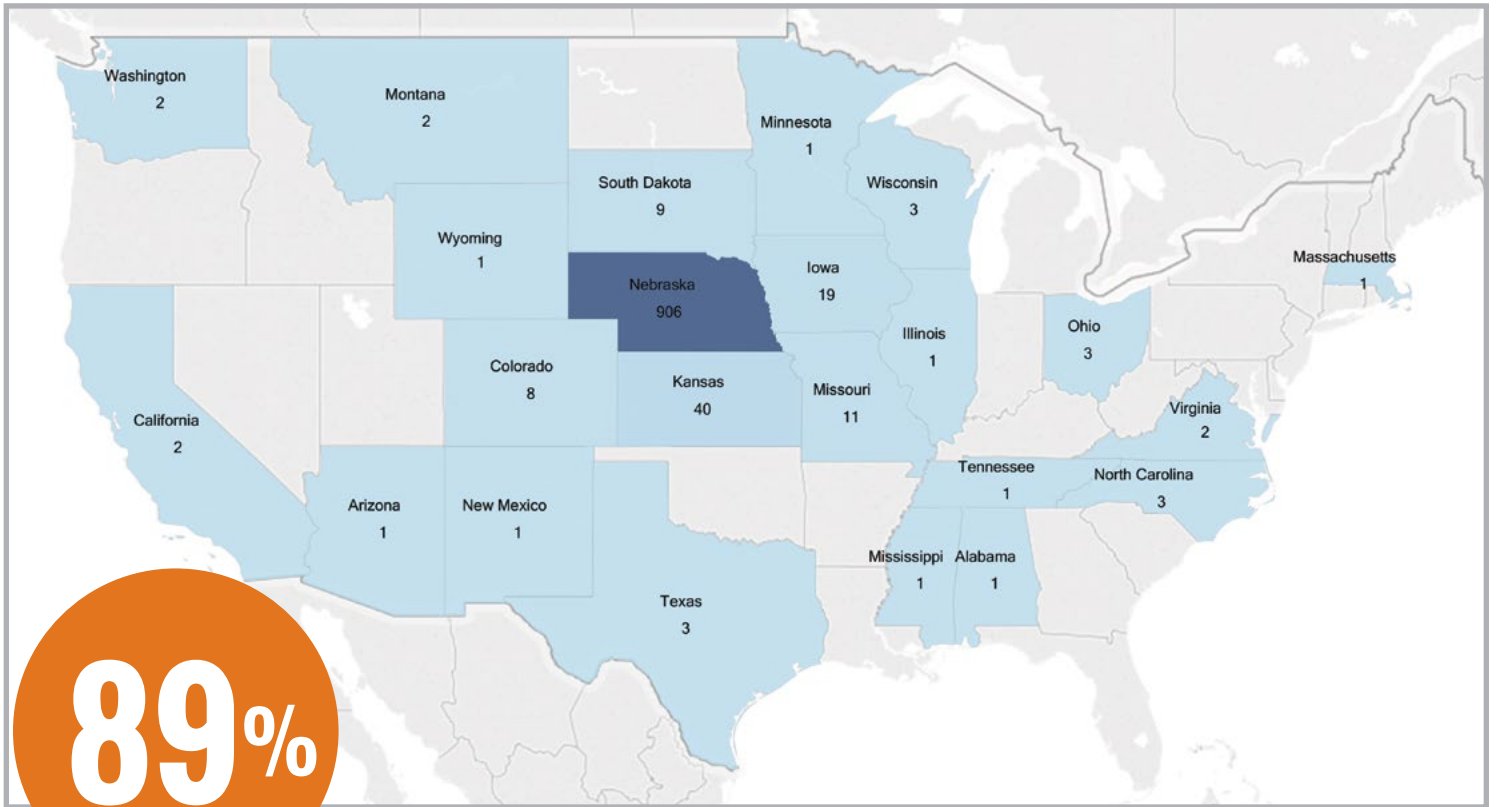 Washington
2
Montana
2
Minnesota
1
South Dakota
9
Wisconsin
3
Wyoming
1
Iowa
19
Nebraska
906
Massachusetts
1
Illinois
1
Ohio
3
Colorado
8
Kansas
40
Missouri
11
California
2
Virginia
2
Tennessee
1
North Carolina
3
Arizona
1
New Mexico
1
Mississippi
1
Alabama
1
Texas
3
89%